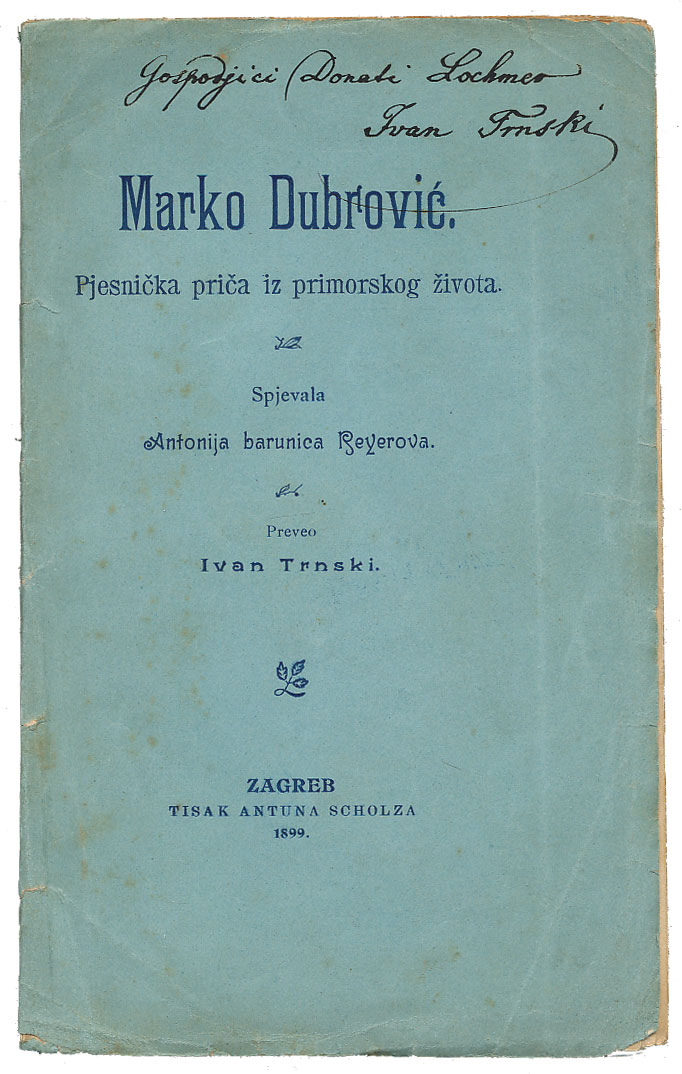 Gospodjici Donati Lochmer
Ivan Trnski
Marko Dubrović.
Pjesnička priča iz primorskog života.
Spjevala
Antonija barunica Reyerova.
Preveo
Ivan Trnski.
ZAGREB
TISAK ANTUNA SCHOLZA
1899.